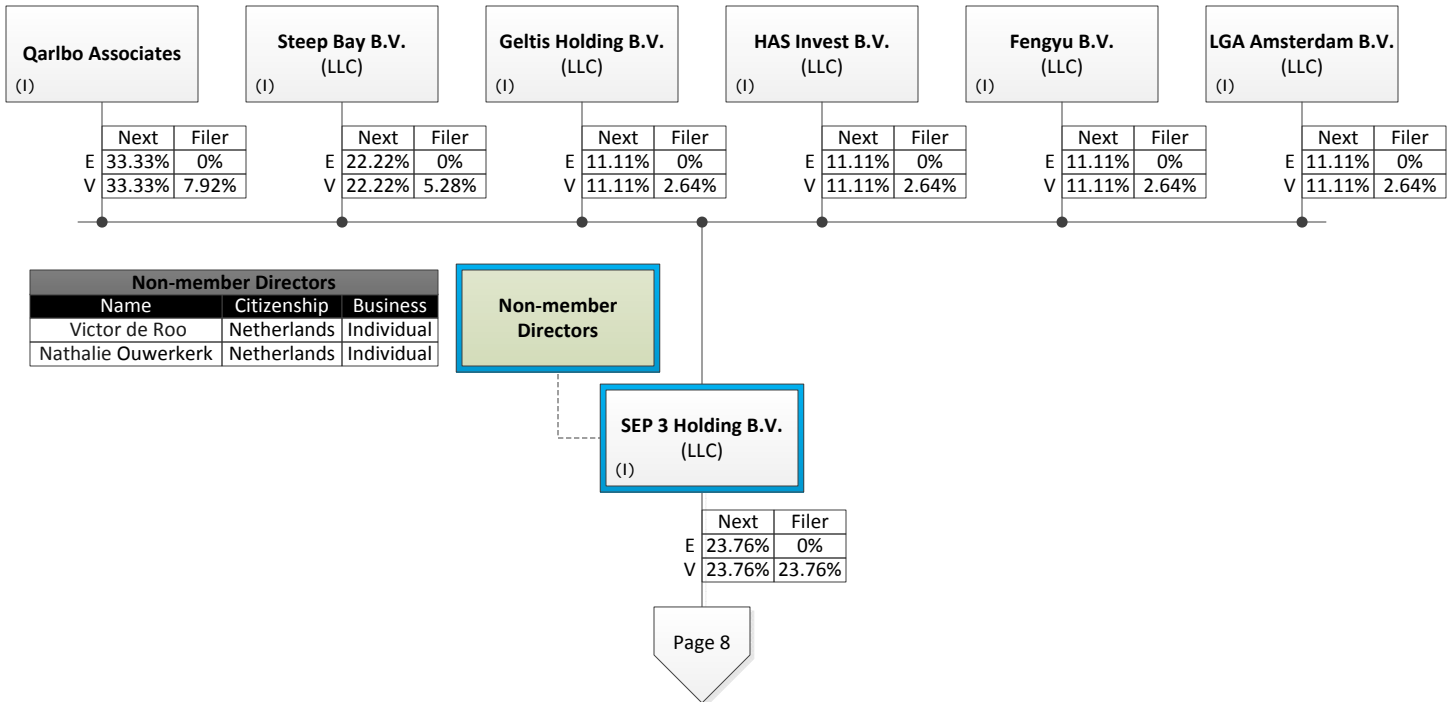 Qarlbo Associates
(I)
Steep Bay B.V.
(LLC)
(I)
Geltis Holding B.V.
(LLC)
(I)
HAS Invest B.V.
(LLC)
(I)
Fengyu B.V.
(LLC)
(I)
LGA Amsterdam B.V.
(LLC)
(I)
Next Filer
E 33.33% 0%
V 33.33% 7.92%
Next Filer
E 22.22% 0%
V 22.22% 5.28%
Next Filer
E 11.11% 0%
V 11.11% 2.64%
Next Filer
E 11.11% 0%
V 11.11% 2.64%
Next Filer
E 11.11% 0%
V 11.11% 2.64%
Next Filer
E 11.11% 0%
V 11.11% 2.64%
Non-member Directors
Name Citizenship Business
Victor de Roo Netherlands Individual
Nathalie Ouwerkerk Netherlands Individual
Non-member
Directors
SEP 3 Holding B.V.
(LLC)
(I)
Next Filer
E 23.76% 0%
V 23.76% 23.76%
Page 8